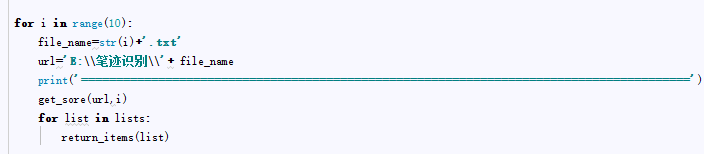 for i in range(10):
file_name=str(i)+'.txt'
url='E:\\笔迹识别\\'+ file_name
print('======================================================================================')
get_sore(url,i)
for list in lists:
return_items(list)